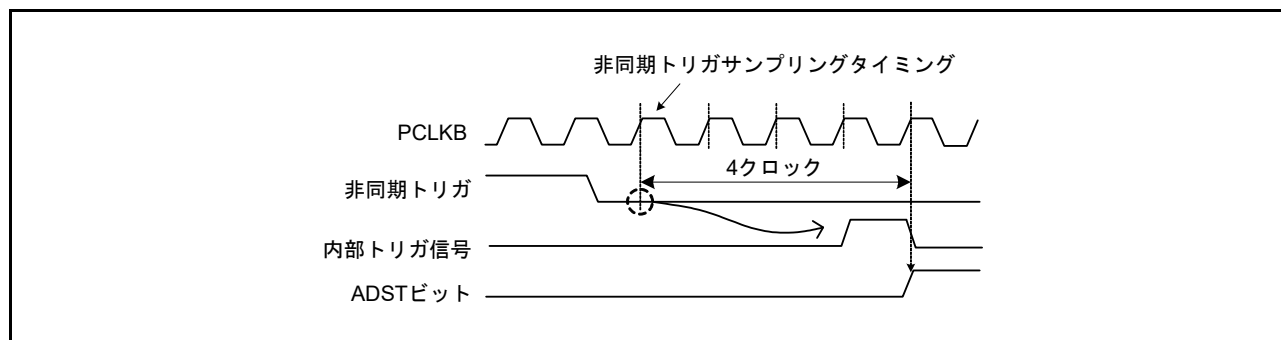 非同期トリガサンプリングタイミング
PCLKB
4クロック
非同期トリガ
内部トリガ信号
ADSTビット